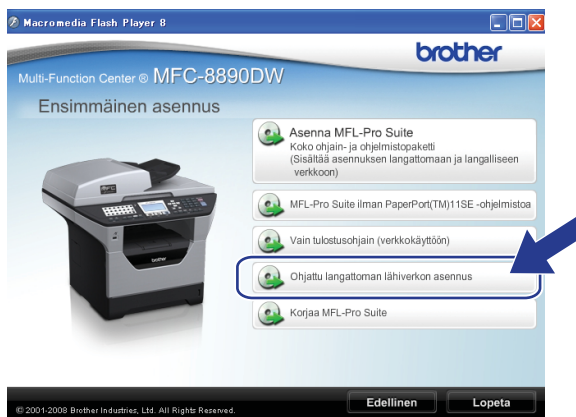 Macromedia Flash Player 8
brother
Multi-Function Center ® MFC-8890DW
Ensimmäinen asennus
Asenna MFL-Pro Suite
Koko ohjain- ja ohjelmistopaketti
(Sisältää asennuksen langattomaan ja langalliseen
verkkoon)
MFL-Pro Suite ilman PaperPort(TM)11SE -ohjelmistoa
Vain tulostusohjain (verkkokäyttöön)
Ohjattu langattoman lähiverkon asennus
Korjaa MFL-Pro Suite
MFC
brother
© 2001-2008 Brother Industries, Ltd. All Rights Reserved.
Edellinen
Lopeta